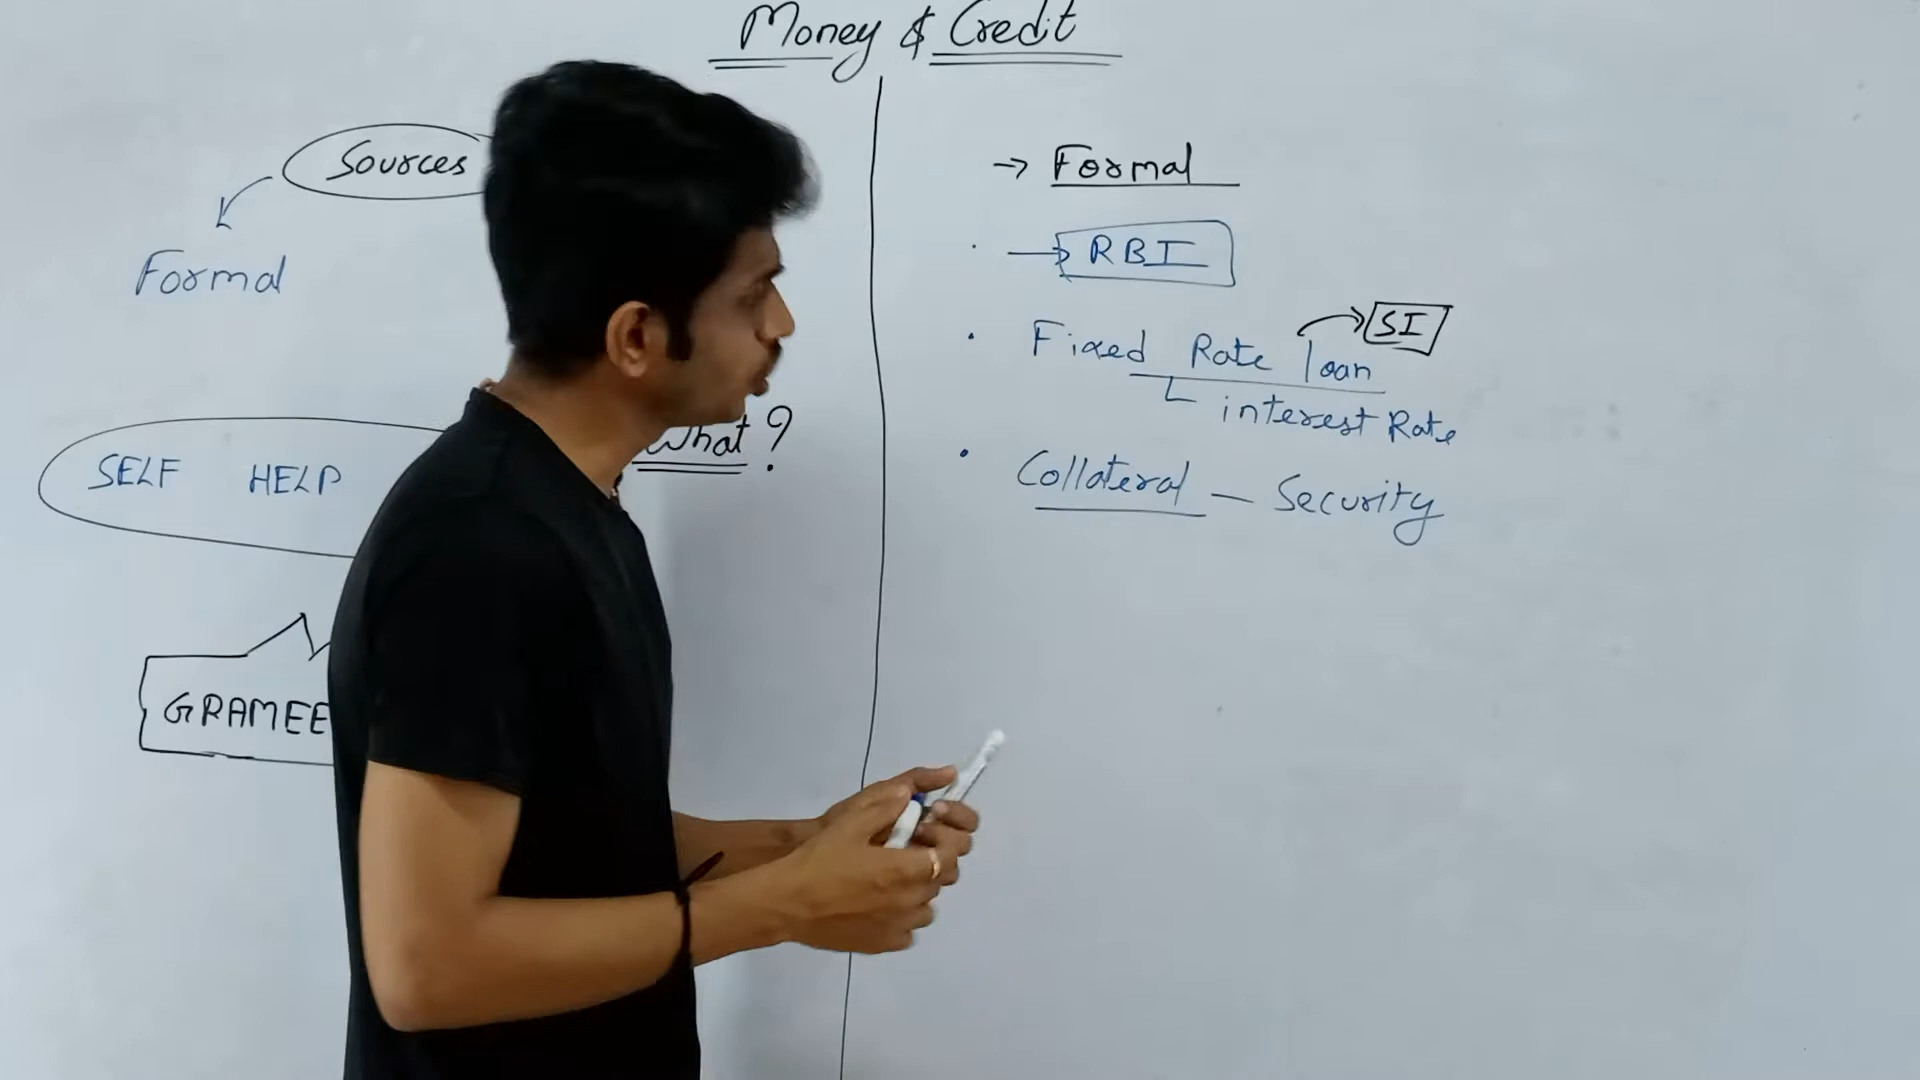 Money & Credit
Sources
Formal
SELF HELP
What?
GRAMEE
→ Formal
→ RBI
SI
• Fixed Rate loan
interest Rate
• Collateral — Security